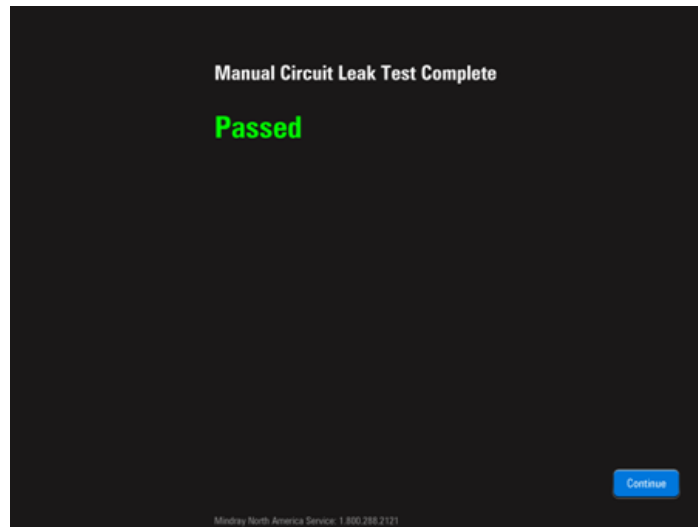 Manual Circuit Leak Test Complete
Passed
Continue
Mindray North America Service: 1.800.288.2121